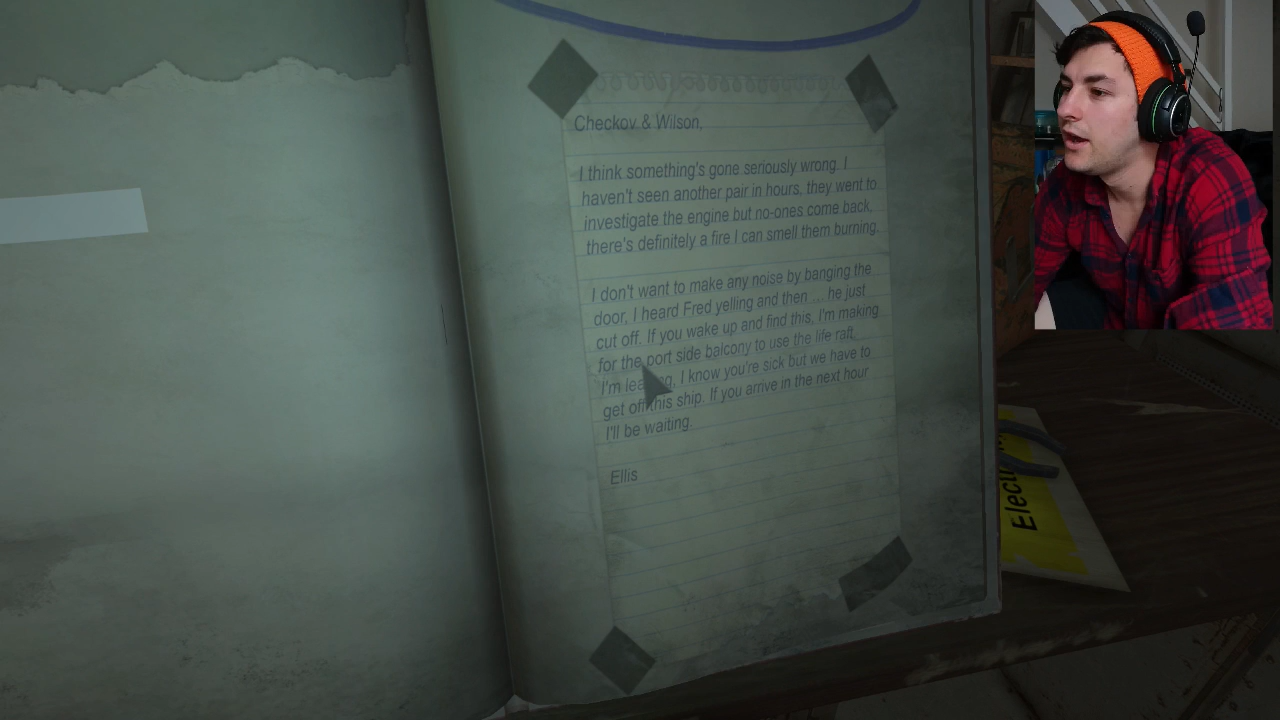 Checkov & Wilson,
I think something's gone seriously wrong. I
haven't seen another pair in hours, they went to
investigate the engine but no-ones come back,
there's definitely a fire I can smell them burning.
I don't want to make any noise by banging the
door, I heard Fred yelling and then ... he just
cut off. If you wake up and find this, I'm making
for the port side balcony to use the life raft,
I'm leaving, I know you're sick but we have to
get off this ship. If you arrive in the next hour
I'll be waiting.
Ellis